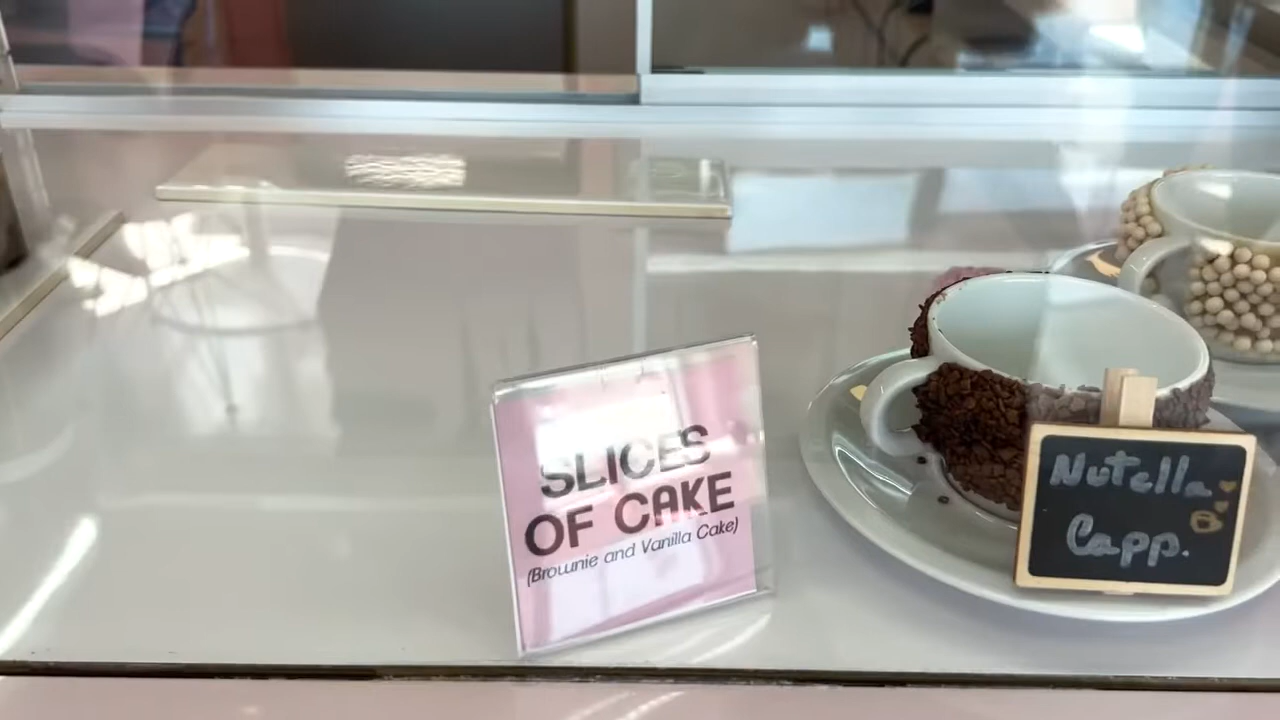 SLICES
OF CAKE
(Brownie and Vanilla Cake)
Nutella
Capp.